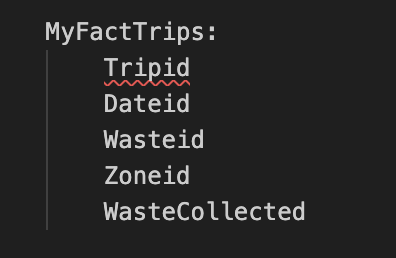 MyFactTrips:
Tripid
Dateid
Wasteid
Zoneid
WasteCollected